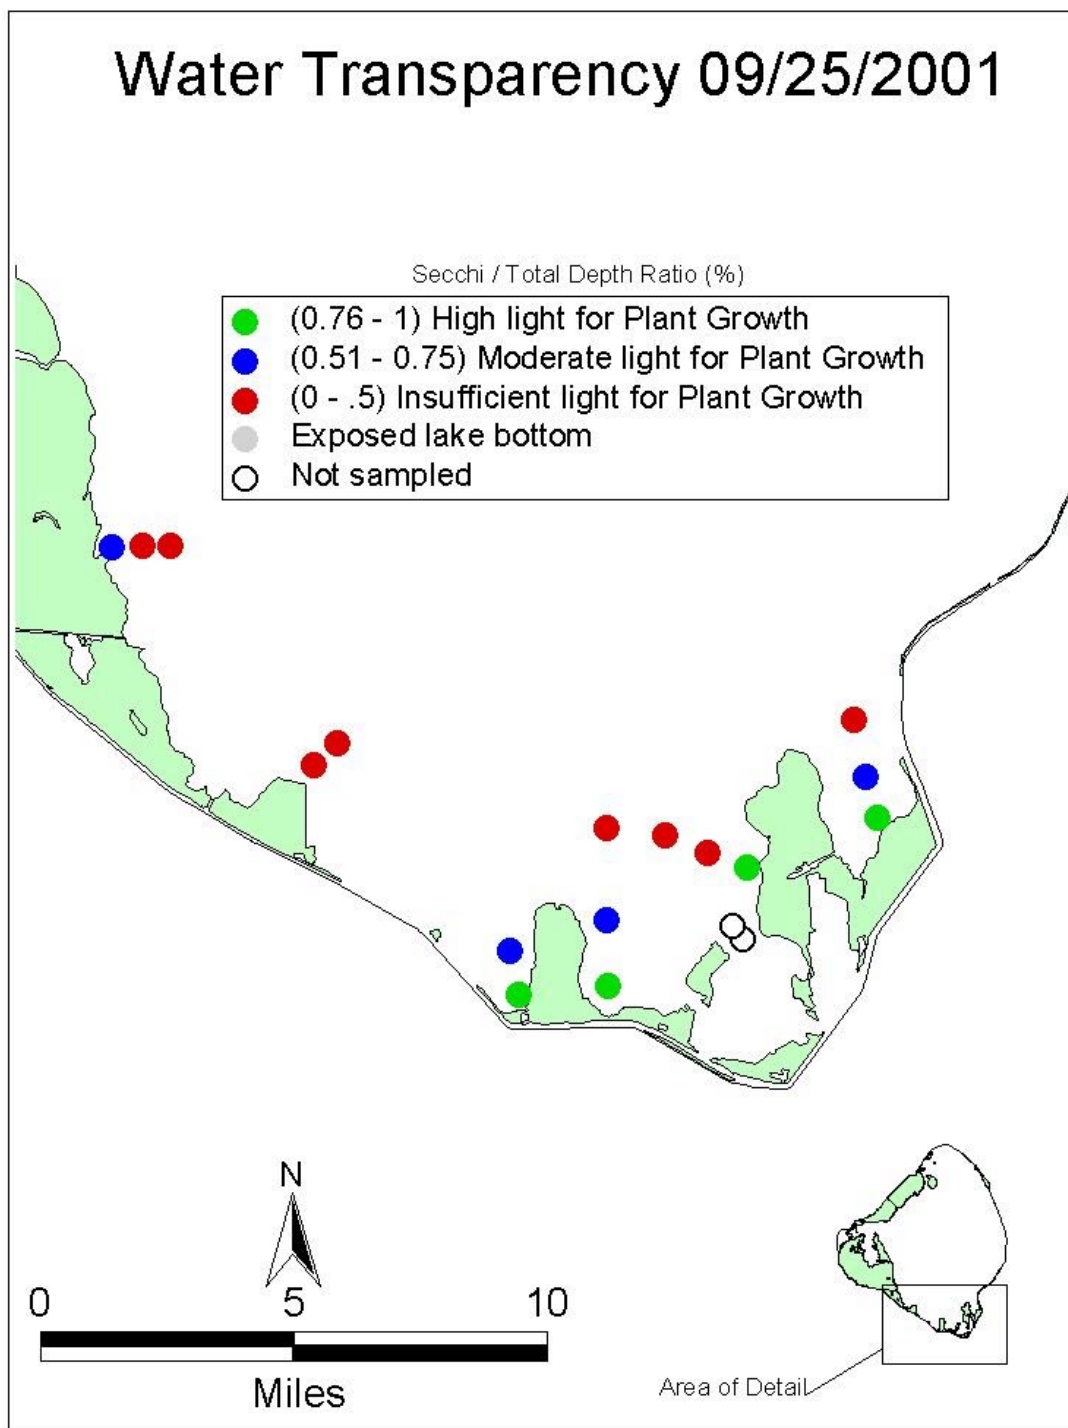 Water Transparency 09/25/2001
Secchi / Total Depth Ratio (%)
(0.76 - 1) High light for Plant Growth
(0.51 - 0.75) Moderate light for Plant Growth
(0 - .5) Insufficient light for Plant Growth
Exposed lake bottom
Not sampled
N
0 5 10
Miles
Area of Detail